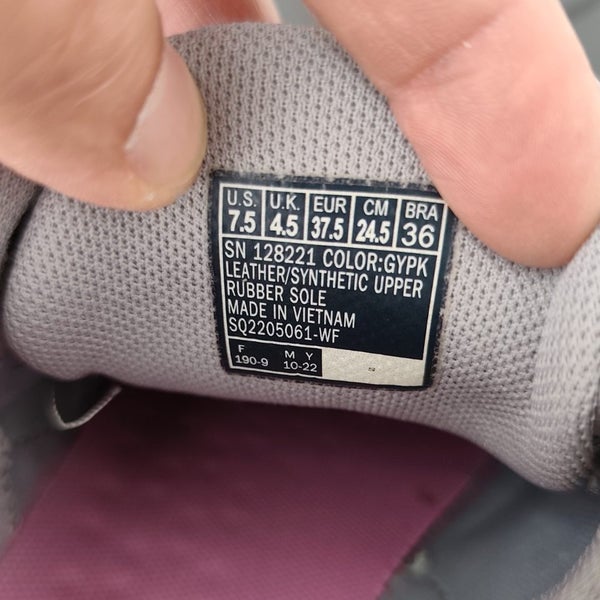 U.S. U.K. EUR CM BRA
7.5 4.5 37.5 24.5 36
SN 128221 COLOR:GYPK
LEATHER/SYNTHETIC UPPER
RUBBER SOLE
MADE IN VIETNAM
SQ2205061-WF
F M Y
190-9 10-22